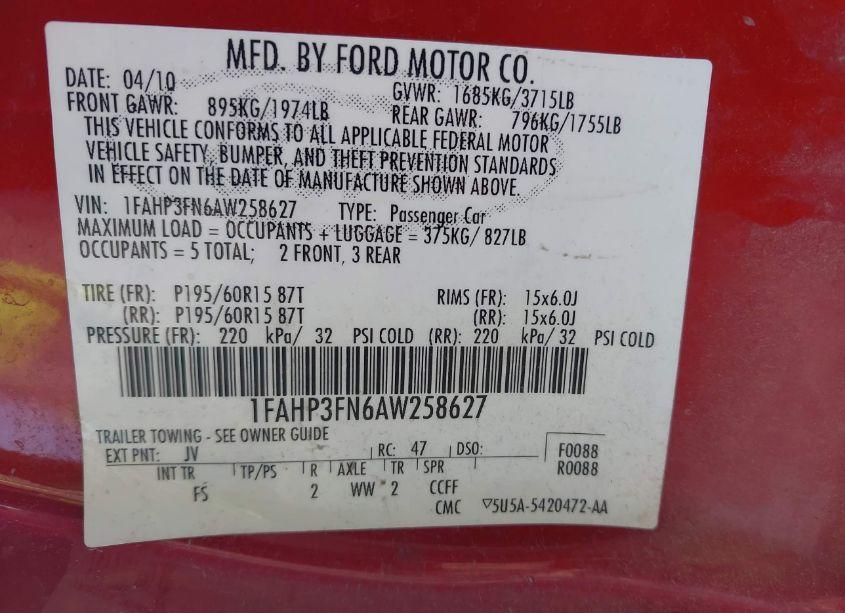 MFD. BY FORD MOTOR CO.
DATE: 04/10 GVWR: 1685KG/3715LB
FRONT GAWR: 895KG/1974LB REAR GAWR: 796KG/1755LB
THIS VEHICLE CONFORMS TO ALL APPLICABLE FEDERAL MOTOR
VEHICLE SAFETY, BUMPER, AND THEFT PREVENTION STANDARDS
IN EFFECT ON THE DATE OF MANUFACTURE SHOWN ABOVE.
VIN: 1FAHP3FN6AW258627 TYPE: Passenger Car
MAXIMUM LOAD = OCCUPANTS + LUGGAGE = 375KG/ 827LB
OCCUPANTS = 5 TOTAL; 2 FRONT, 3 REAR
TIRE (FR): P195/60R15 87T RIMS (FR): 15x6.0J
(RR): P195/60R15 87T (RR): 15x6.0J
PRESSURE (FR): 220 kPa/ 32 PSI COLD (RR): 220 kPa/ 32 PSI COLD
1FAHP3FN6AW258627
TRAILER TOWING - SEE OWNER GUIDE
EXT PNT: JV RC: 47 DSO: F0088
R0088
INT TR TP/PS R AXLE TR SPR
FS 2 WW 2 CCFF
CMC ▽5U5A-5420472-AA